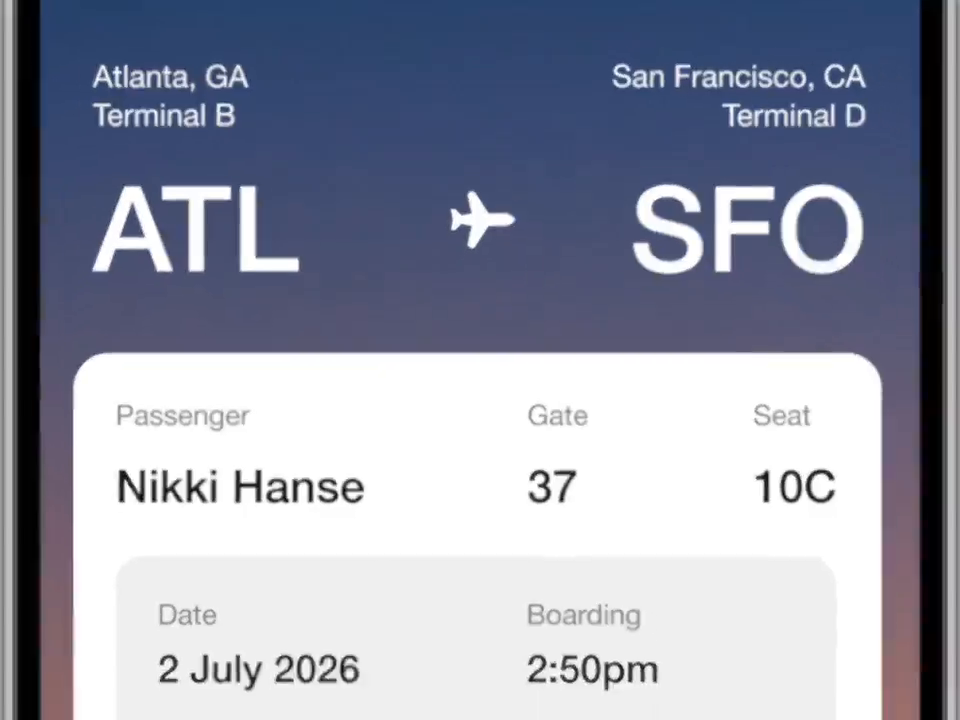 Atlanta, GA
San Francisco, CA
Terminal B
Terminal D
ATL
SFO
Passenger
Gate
Seat
Nikki Hanse
37
10C
Date
Boarding
2 July 2026
2:50pm